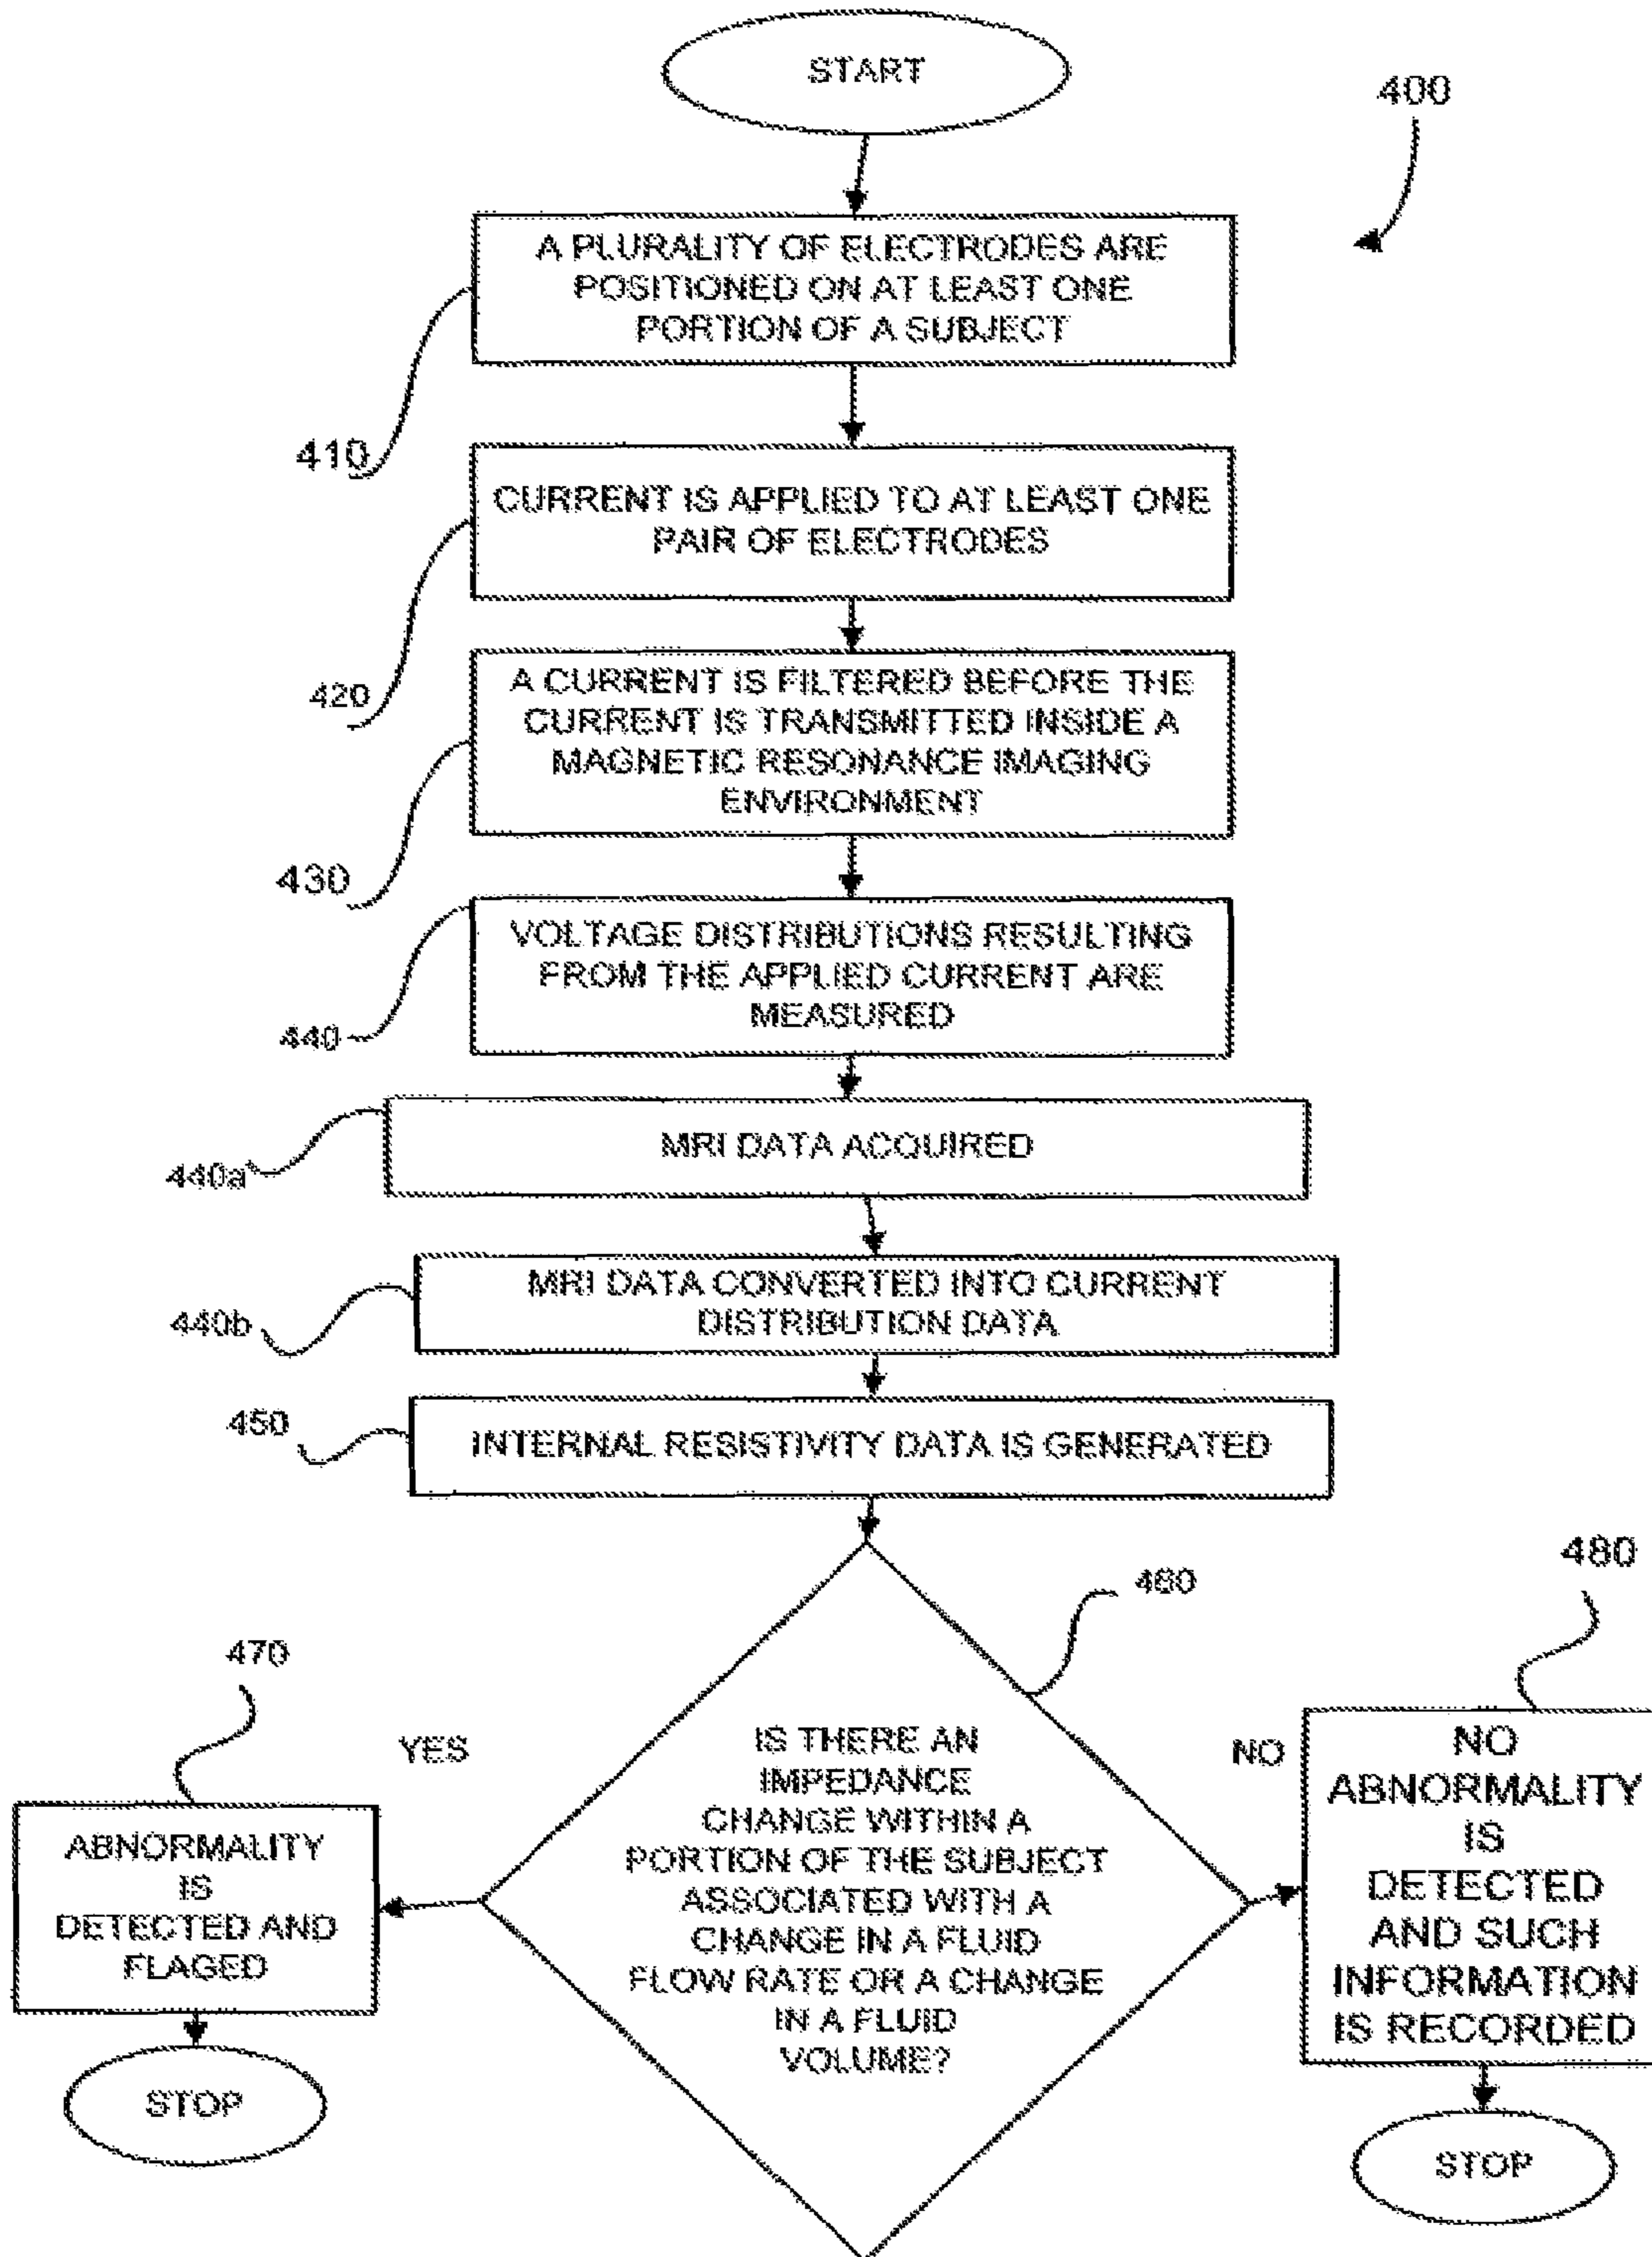 START
400
A PLURALITY OF ELECTRODES ARE
POSITIONED ON AT LEAST ONE
PORTION OF A SUBJECT
410
CURRENT IS APPLIED TO AT LEAST ONE
PAIR OF ELECTRODES
420
A CURRENT IS FILTERED BEFORE THE
CURRENT IS TRANSMITTED INSIDE A
MAGNETIC RESONANCE IMAGING
ENVIRONMENT
430
VOLTAGE DISTRIBUTIONS RESULTING
FROM THE APPLIED CURRENT ARE
MEASURED
440
MRI DATA ACQUIRED
440a
MRI DATA CONVERTED INTO CURRENT
DISTRIBUTION DATA
440b
450
INTERNAL RESISTIVITY DATA IS GENERATED
460
480
470
YES
NO
IS THERE AN
IMPEDANCE
CHANGE WITHIN A
PORTION OF THE SUBJECT
ASSOCIATED WITH A
CHANGE IN A FLUID
FLOW RATE OR A CHANGE
IN A FLUID
VOLUME?
ABNORMALITY
IS
DETECTED AND
FLAGED
STOP
NO
ABNORMALITY
IS
DETECTED
AND SUCH
INFORMATION
IS RECORDED
STOP